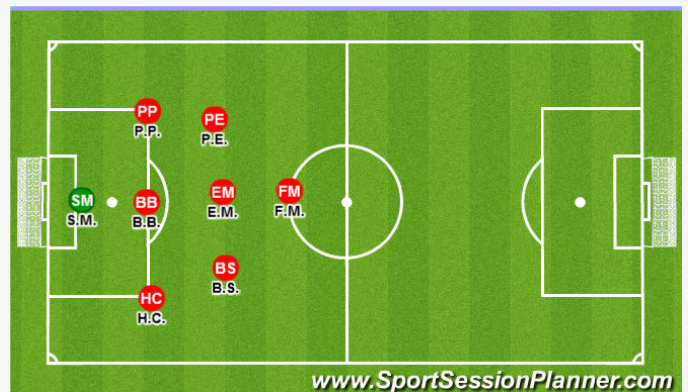 PP
P.P.
PE
P.E.
SM
S.M.
BB
B.B.
EM
E.M.
FM
F.M.
BS
B.S.
HC
H.C.
www.SportSessionPlanner.com